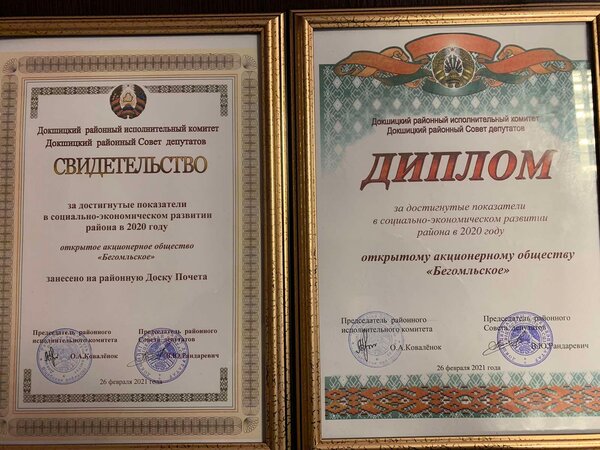 Докшицкий районный исполнительный комитет
Докшицкий районный Совет депутатов
СВИДЕТЕЛЬСТВО
за достигнутые показатели
в социально-экономическом развитии
района в 2020 году
открытое акционерное общество
«Бегомльское»
занесено на районную Доску Почета
Председатель районного
исполнительного комитета
О.А.Ковалёнок
Председатель районного
Совета депутатов
В.Ю.Рандаревич
26 февраля 2021 года
Докшицкий районный исполнительный комитет
Докшицкий районный Совет депутатов
ДИПЛОМ
за достигнутые показатели
в социально-экономическом развитии
района в 2020 году
открытому акционерному обществу
«Бегомльское»
Председатель районного
исполнительного комитета
О.А.Ковалёнок
Председатель районного
Совета депутатов
В.Ю.Рандаревич
26 февраля 2021 года